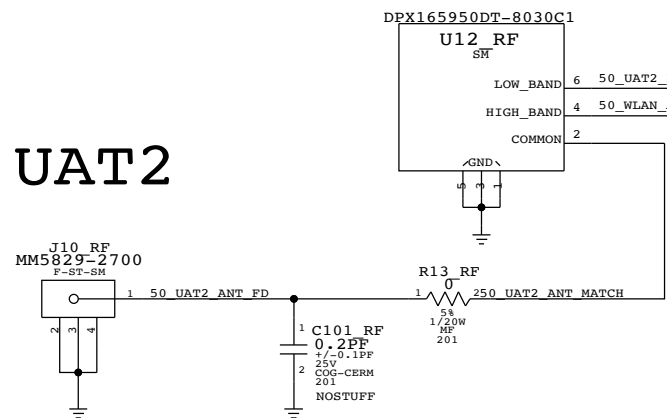 DPX165950DT-8030C1
U12_RF
SM
LOW_BAND 6 50_UAT2_
HIGH_BAND 4 50_WLAN_
COMMON 2
GND
5 3 1
UAT2
J10_RF
MM5829-2700
F-ST-SM
1 50_UAT2_ANT_FD
2 3 4
R13_RF
0
1
2 50_UAT2_ANT_MATCH
5%
1/20W
MF
201
1
C101_RF
0.2PF
+/-0.1PF
25V
2
COG-CERM
201
NOSTUFF